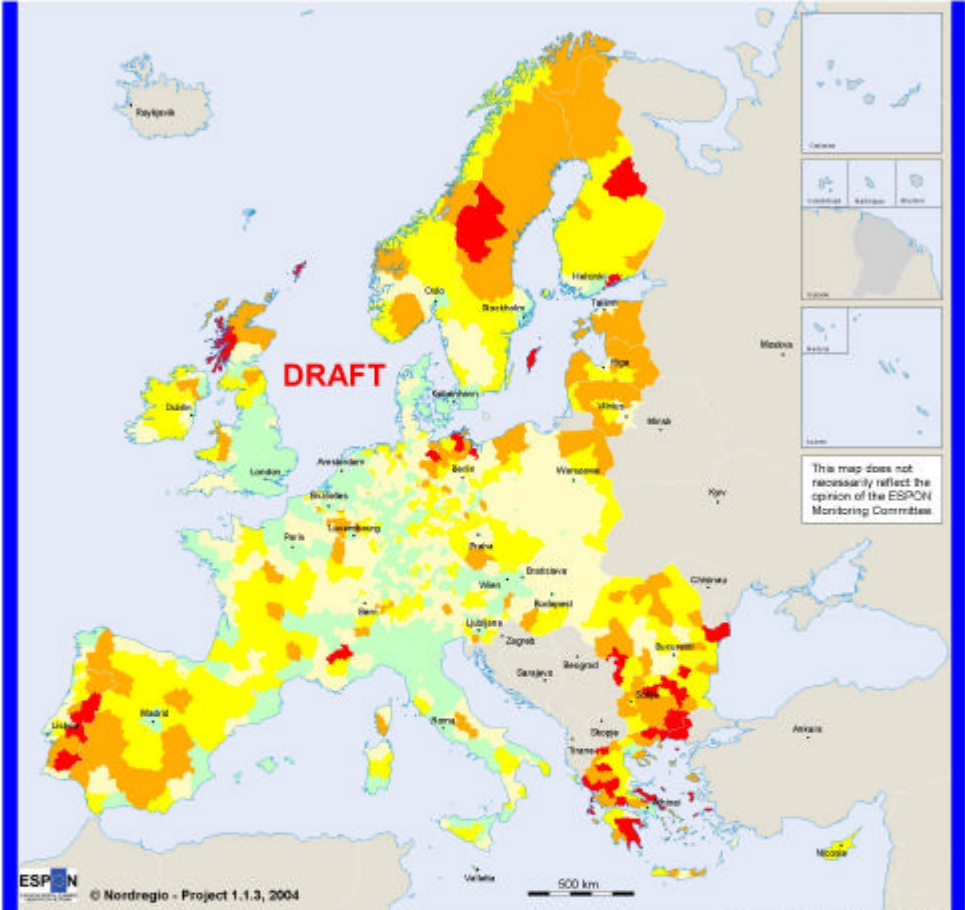 Reykjavik
Oslo
Helsinki
Stockholm
Tallinn
Riga
Moskva
DRAFT
København
Dublin
Vilnius
Minsk
London
Amsterdam
Berlin
Warszawa
This map does not
necessarily reflect the
opinion of the ESPON
Monitoring Committee.
Bruxelles
Kyiv
Luxembourg
Paris
Praha
Wien
Bratislava
Chisinau
Bern
Budapest
Ljubljana
Zagreb
Beograd
Bucuresti
Sarajevo
Sofia
Madrid
Lisboa
Roma
Skopje
Ankara
Athinai
Nicosia
Valletta
500 km
ESPON
© Nordregio - Project 1.1.3, 2004